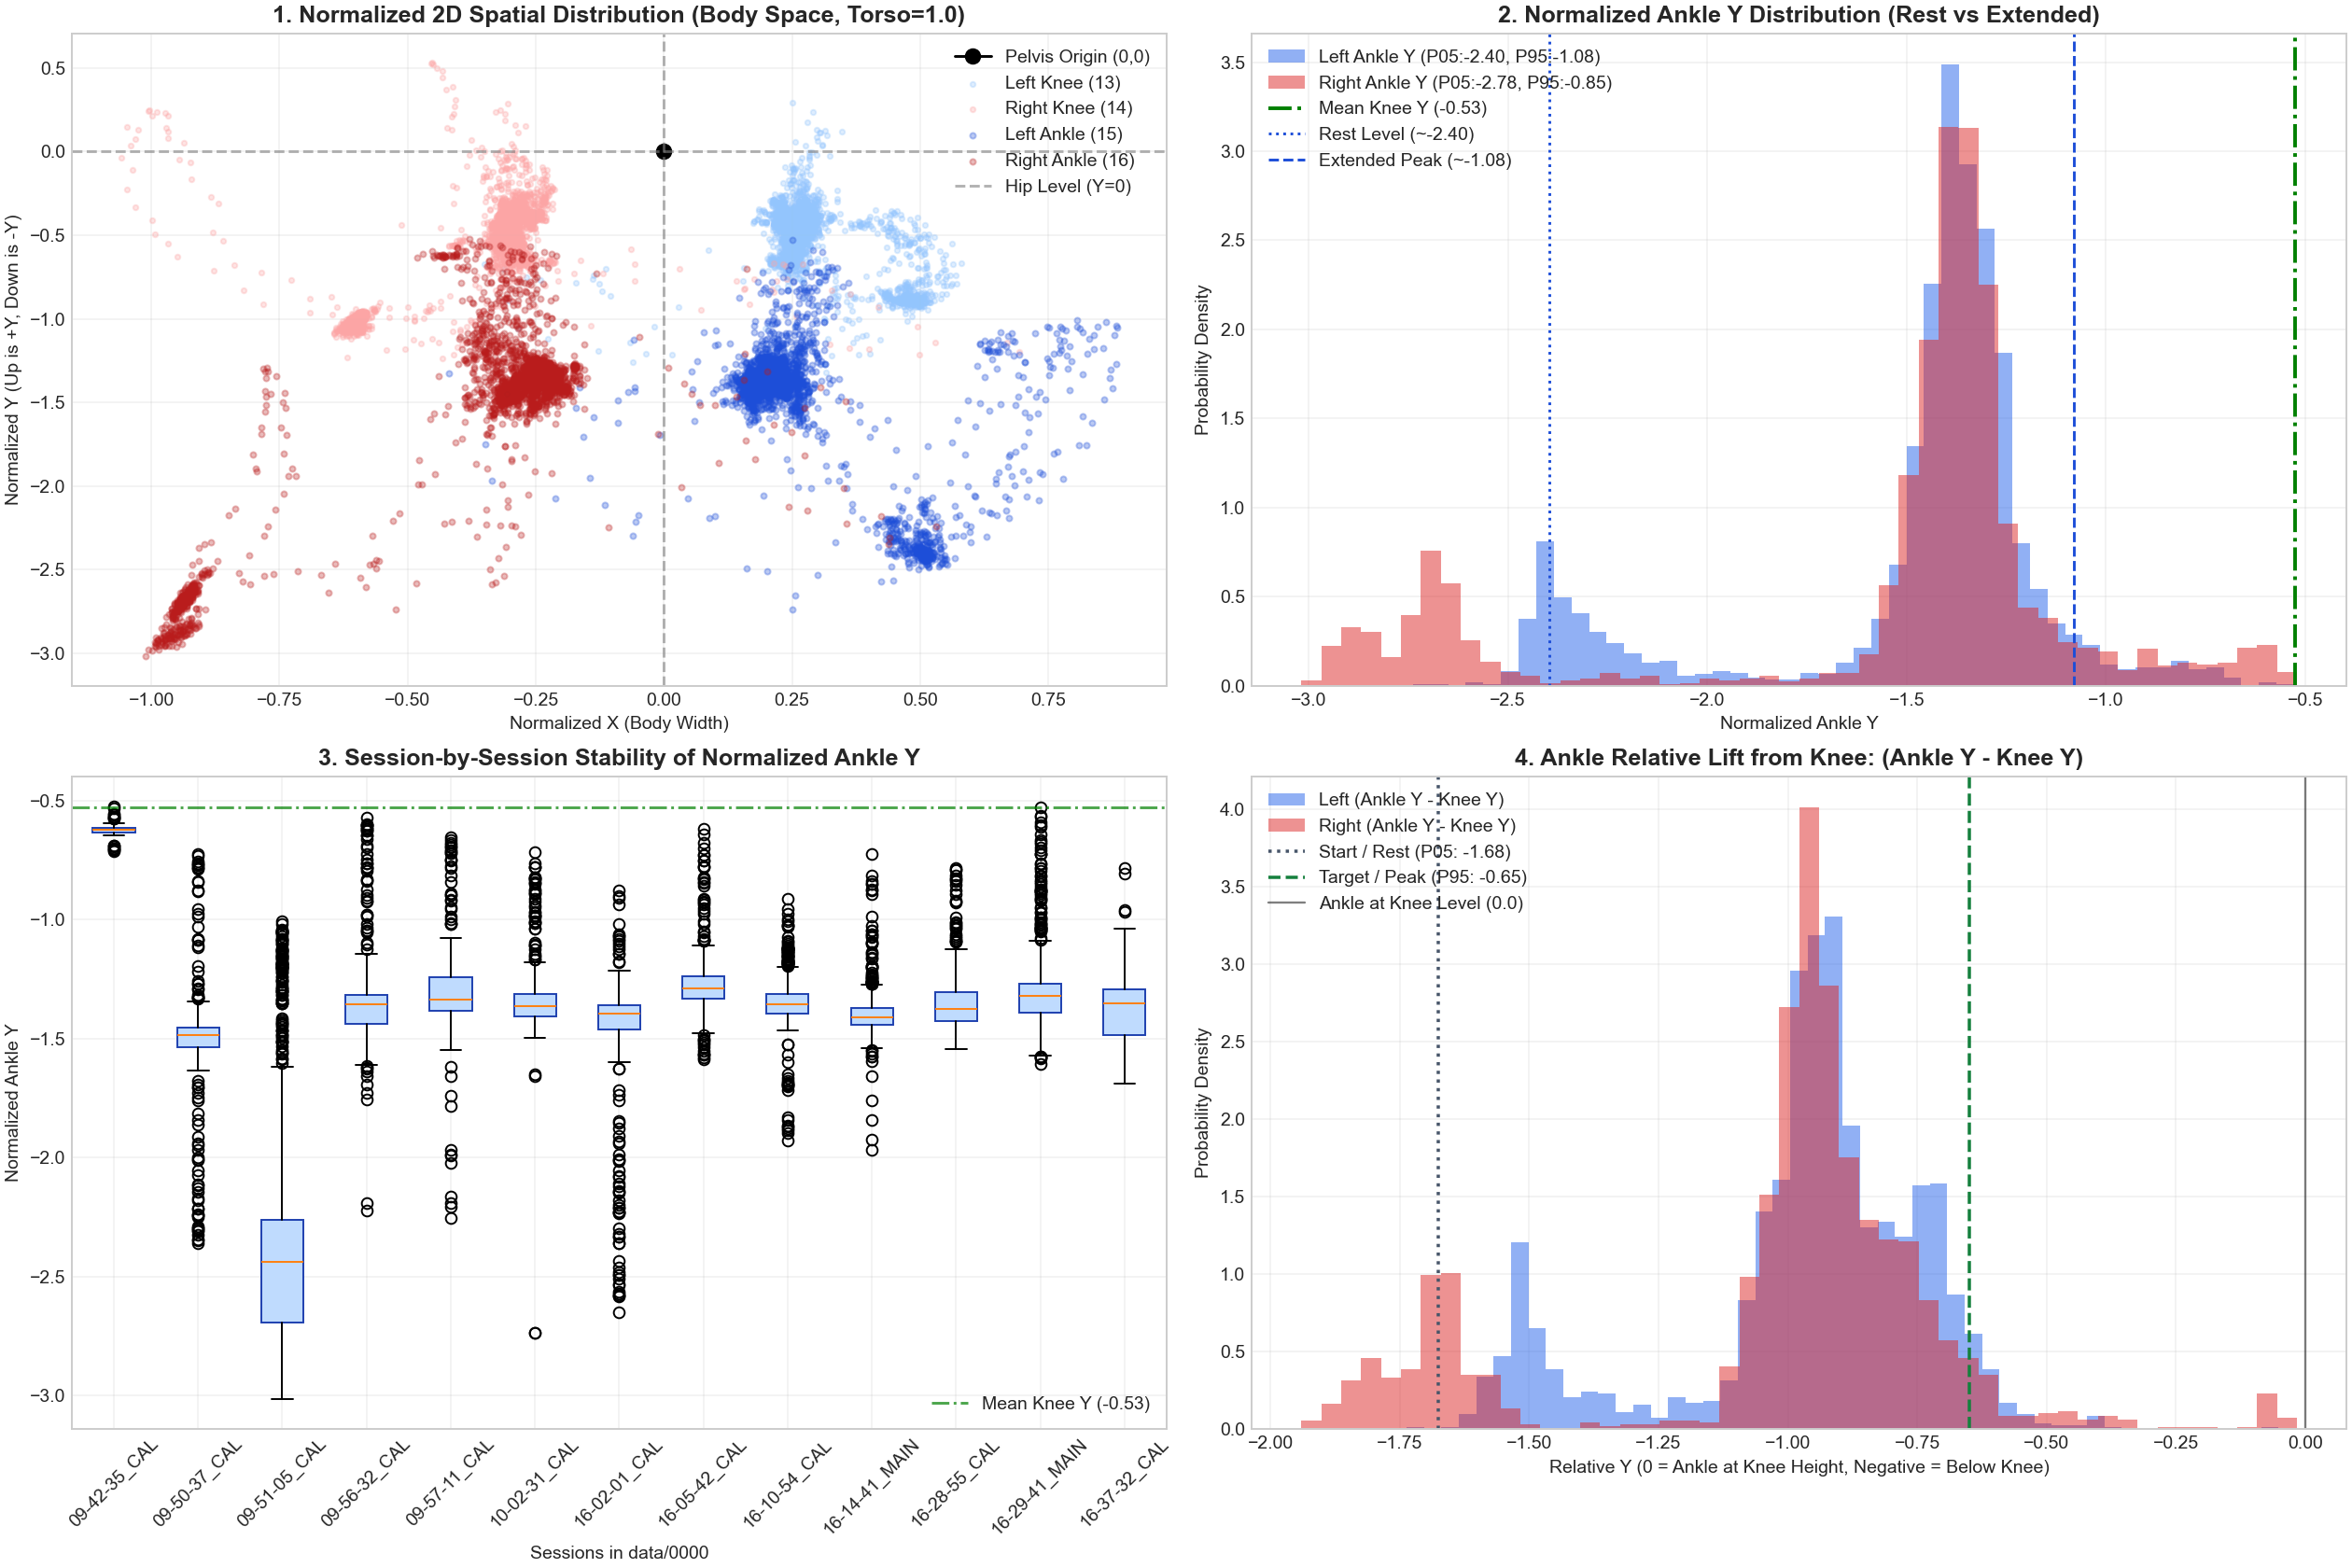 1. Normalized 2D Spatial Distribution (Body Space, Torso=1.0)
Pelvis Origin (0,0)
Left Knee (13)
Right Knee (14)
Left Ankle (15)
Right Ankle (16)
Hip Level (Y=0)
Normalized Y (Up is +Y, Down is -Y)
0.5
0.0
−0.5
−1.0
−1.5
−2.0
−2.5
−3.0
−1.00 −0.75 −0.50 −0.25 0.00 0.25 0.50 0.75
Normalized X (Body Width)
2. Normalized Ankle Y Distribution (Rest vs Extended)
Left Ankle Y (P05:-2.40, P95:-1.08)
Right Ankle Y (P05:-2.78, P95:-0.85)
Mean Knee Y (-0.53)
Rest Level (~-2.40)
Extended Peak (~-1.08)
Probability Density
3.5
3.0
2.5
2.0
1.5
1.0
0.5
0.0
−3.0 −2.5 −2.0 −1.5 −1.0 −0.5
Normalized Ankle Y
3. Session-by-Session Stability of Normalized Ankle Y
Normalized Ankle Y
−0.5
−1.0
−1.5
−2.0
−2.5
−3.0
Mean Knee Y (-0.53)
09-42-35_CAL
09-50-37_CAL
09-51-05_CAL
09-56-32_CAL
09-57-11_CAL
10-02-31_CAL
16-02-01_CAL
16-05-42_CAL
16-10-54_CAL
16-14-41_MAIN
16-28-55_CAL
16-29-41_MAIN
16-37-32_CAL
Sessions in data/0000
4. Ankle Relative Lift from Knee: (Ankle Y - Knee Y)
Left (Ankle Y - Knee Y)
Right (Ankle Y - Knee Y)
Start / Rest (P05: -1.68)
Target / Peak (P95: -0.65)
Ankle at Knee Level (0.0)
Probability Density
4.0
3.5
3.0
2.5
2.0
1.5
1.0
0.5
0.0
−2.00 −1.75 −1.50 −1.25 −1.00 −0.75 −0.50 −0.25 0.00
Relative Y (0 = Ankle at Knee Height, Negative = Below Knee)